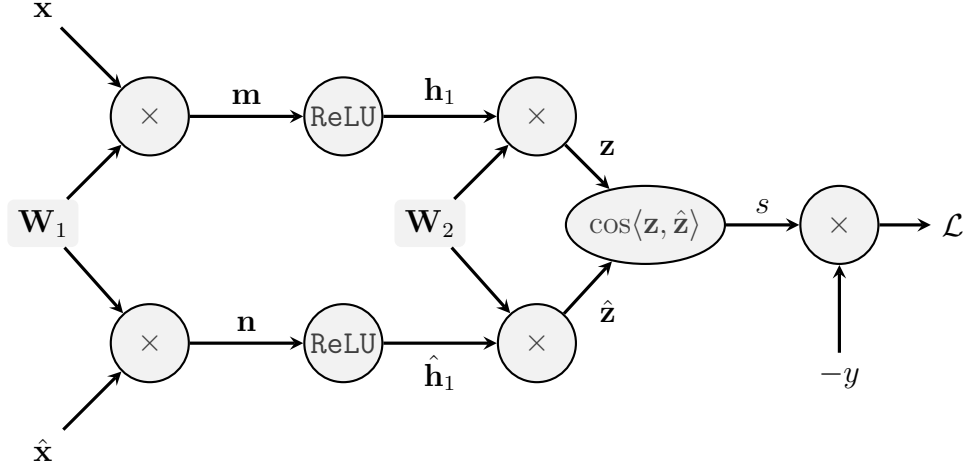 𝐱
×
𝐦
ReLU
𝐡₁
×
𝐳
𝐖₁
𝐖₂
cos⟨𝐳, 𝐳̂⟩
s
×
ℒ
×
𝐧
ReLU
𝐡̂₁
×
𝐳̂
−y
𝐱̂